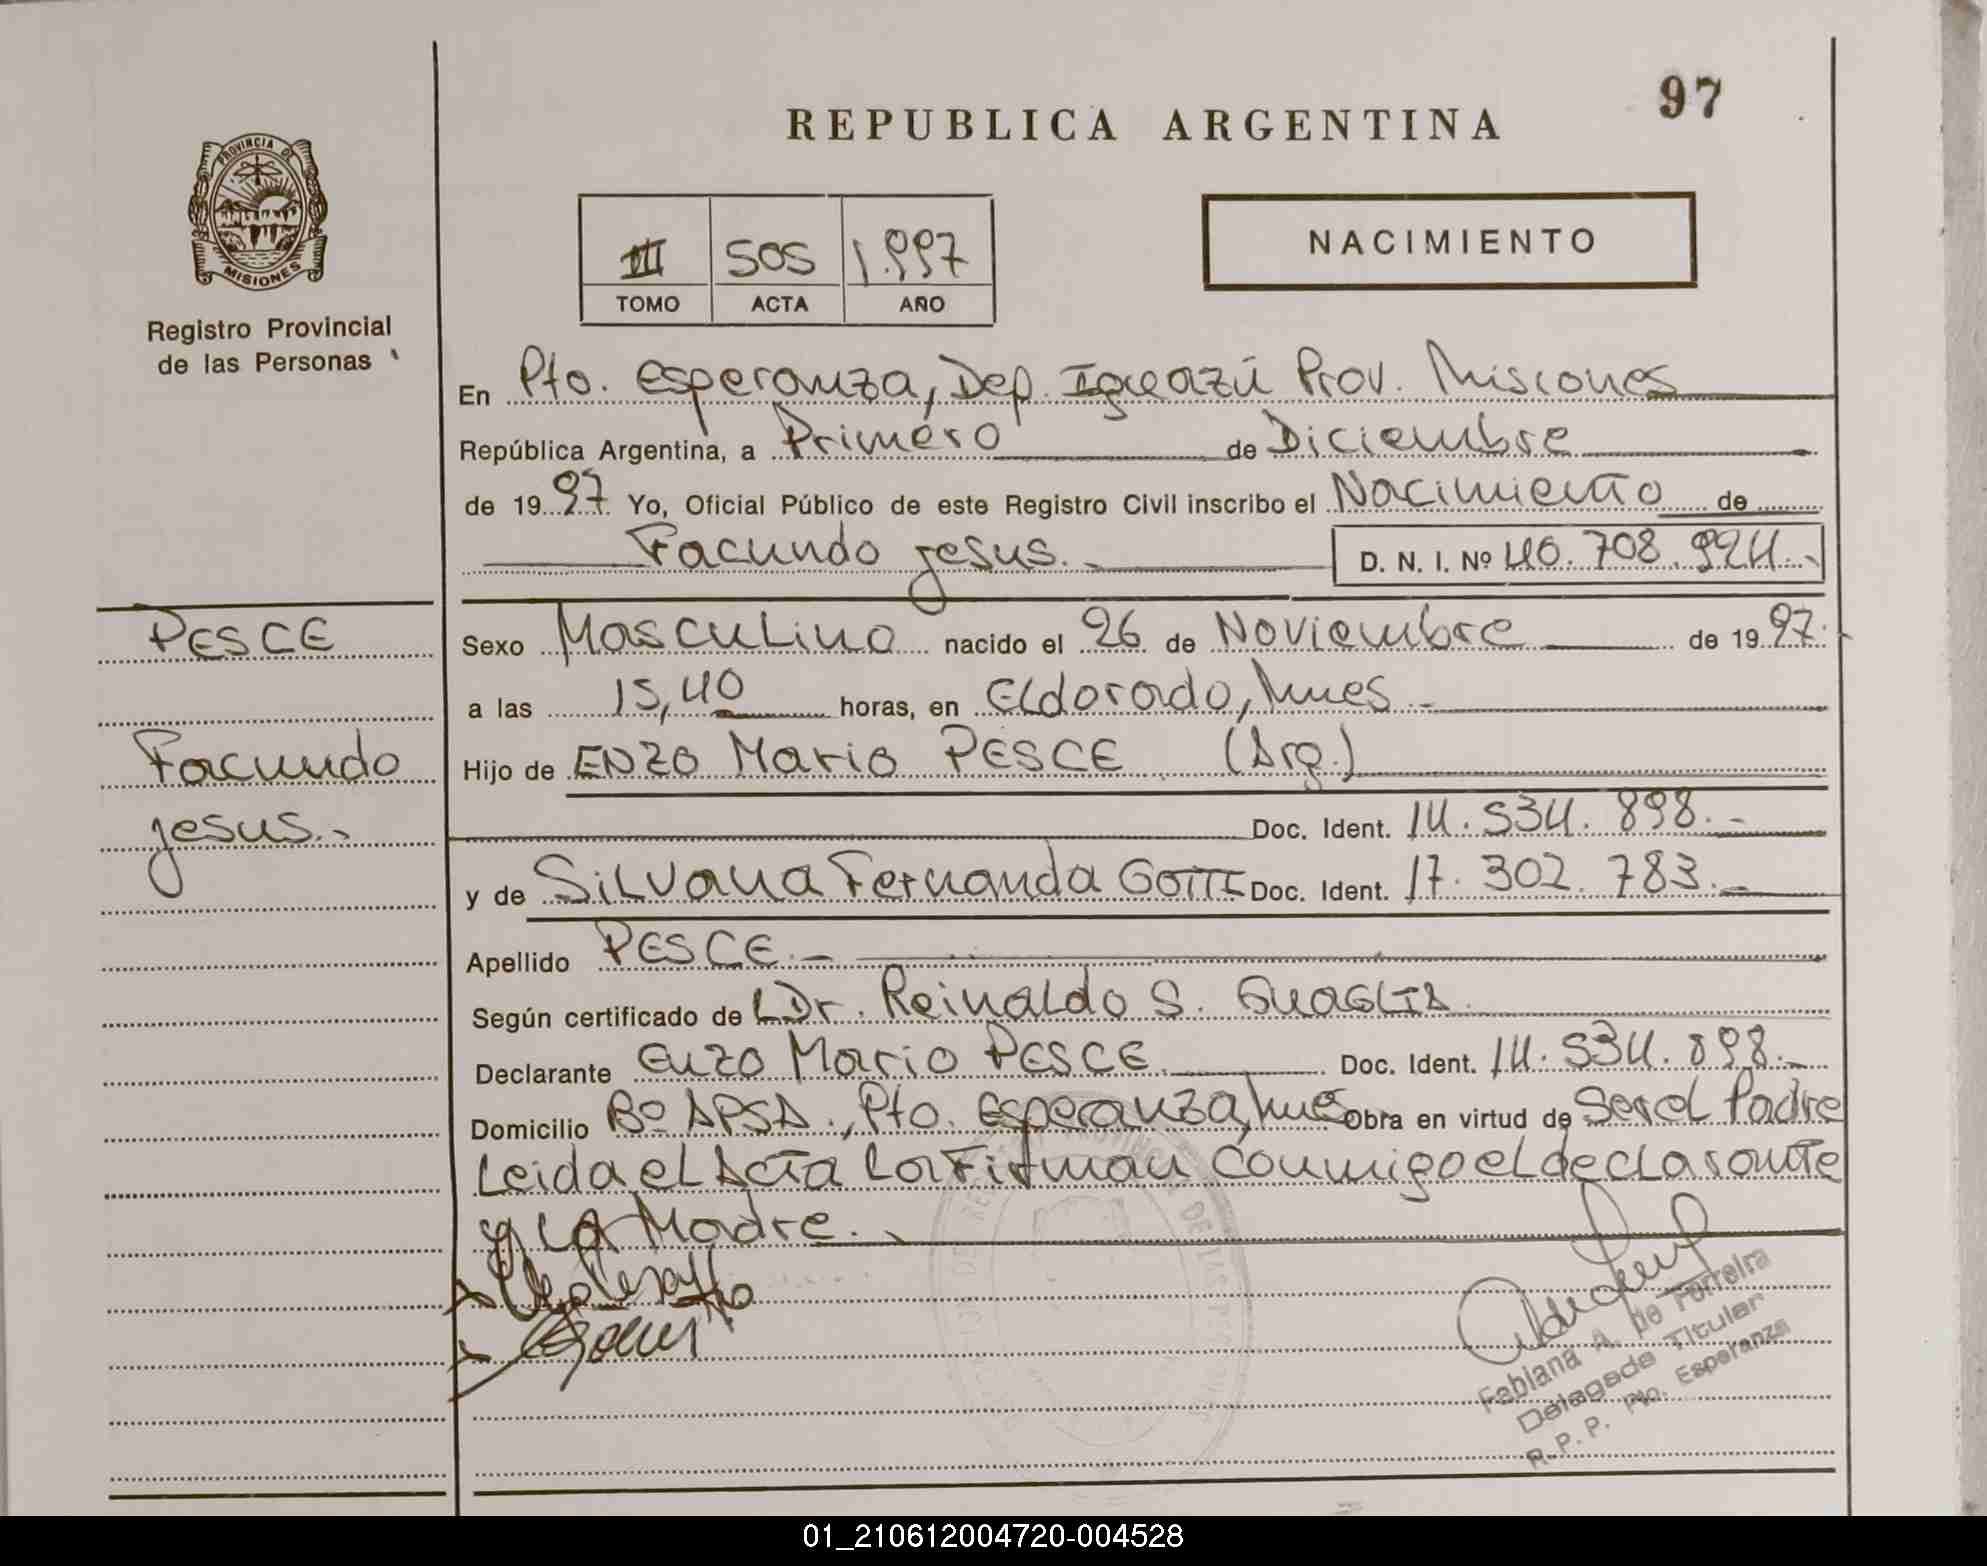 97
REPUBLICA ARGENTINA
PROVINCIA DE
MISIONES
Registro Provincial
de las Personas
III 505 1.997
TOMO ACTA AÑO
NACIMIENTO
En Pto. Esperanza, Dep. Iguazú Prov. Misiones
República Argentina, a Primero de Diciembre
de 1997. Yo, Oficial Público de este Registro Civil inscribo el Nacimiento de
Facundo Jesus.- D. N. I. Nº 40.708.924.-
PESCE
Facundo
Jesus.-
Sexo Masculino nacido el 26 de Noviembre de 1997.
a las 15,40 horas, en Eldorado, Mnes.-
Hijo de ENZO Mario PESCE (Arg.)
Doc. Ident. 14.534.898.-
y de Silvana Fernanda GOTTI Doc. Ident. 17.302.783.-
Apellido PESCE.-
Según certificado de LDr. Reinaldo S. GUAGLIA.
Declarante Enzo Mario PESCE. Doc. Ident. 14.534.898.-
Domicilio Bº APSA., Pto. Esperanza, Mnes Obra en virtud de Ser el Padre
Leida el Acta La Firman Conmigo el declarante
y La Madre.-
Fabiana A. de Ferreira
Delegada Titular
R. P. P. Pto. Esperanza
01_210612004720-004528